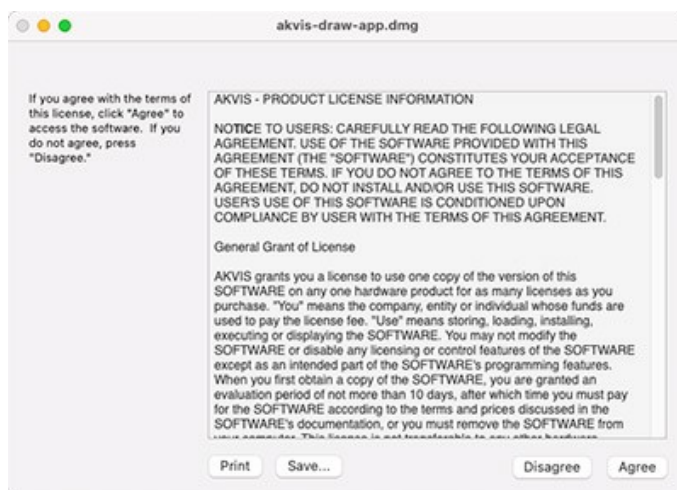 akvis-draw-app.dmg
If you agree with the terms of
this license, click "Agree" to
access the software. If you
do not agree, press
"Disagree."
AKVIS - PRODUCT LICENSE INFORMATION
NOTICE TO USERS: CAREFULLY READ THE FOLLOWING LEGAL
AGREEMENT. USE OF THE SOFTWARE PROVIDED WITH THIS
AGREEMENT (THE "SOFTWARE") CONSTITUTES YOUR ACCEPTANCE
OF THESE TERMS. IF YOU DO NOT AGREE TO THE TERMS OF THIS
AGREEMENT, DO NOT INSTALL AND/OR USE THIS SOFTWARE.
USER'S USE OF THIS SOFTWARE IS CONDITIONED UPON
COMPLIANCE BY USER WITH THE TERMS OF THIS AGREEMENT.
General Grant of License
AKVIS grants you a license to use one copy of the version of this
SOFTWARE on any one hardware product for as many licenses as you
purchase. "You" means the company, entity or individual whose funds are
used to pay the license fee. "Use" means storing, loading, installing,
executing or displaying the SOFTWARE. You may not modify the
SOFTWARE or disable any licensing or control features of the SOFTWARE
except as an intended part of the SOFTWARE's programming features.
When you first obtain a copy of the SOFTWARE, you are granted an
evaluation period of not more than 10 days, after which time you must pay
for the SOFTWARE according to the terms and prices discussed in the
SOFTWARE's documentation, or you must remove the SOFTWARE from
your computer. This license is not transferable to any other hardware
Print
Save...
Disagree
Agree